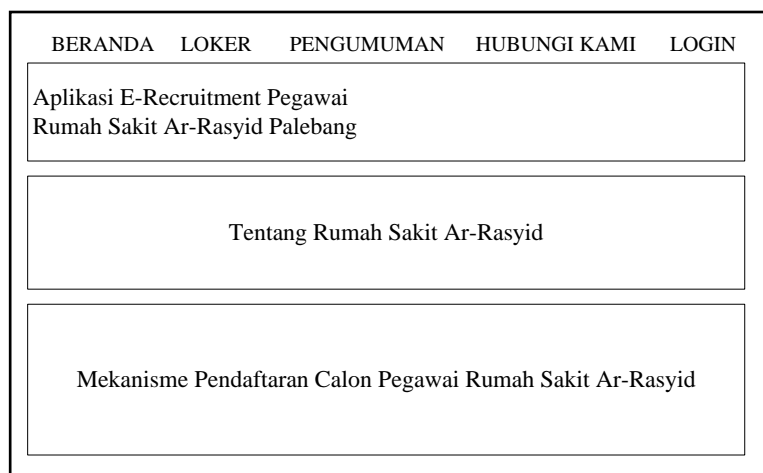 BERANDA LOKER PENGUMUMAN HUBUNGI KAMI LOGIN
Aplikasi E-Recruitment Pegawai
Rumah Sakit Ar-Rasyid Palebang
Tentang Rumah Sakit Ar-Rasyid
Mekanisme Pendaftaran Calon Pegawai Rumah Sakit Ar-Rasyid